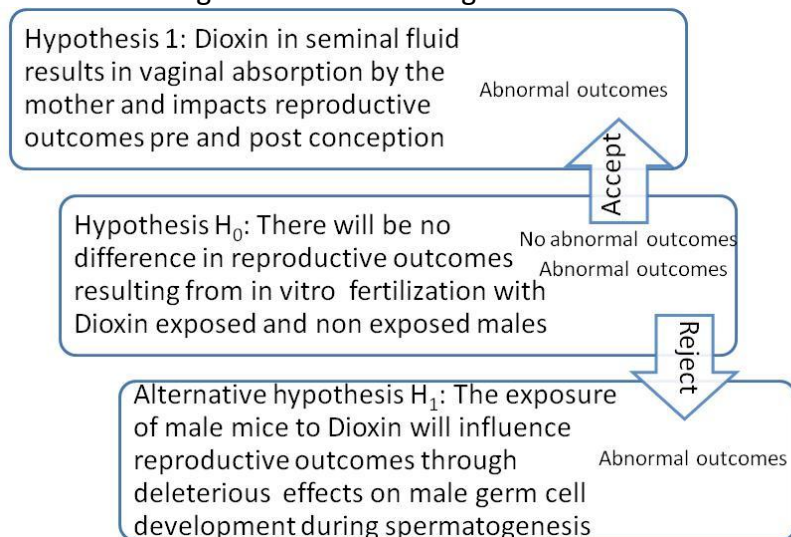 Hypothesis 1: Dioxin in seminal fluid
results in vaginal absorption by the
mother and impacts reproductive
outcomes pre and post conception
Abnormal outcomes
Accept
Hypothesis H₀: There will be no
difference in reproductive outcomes
resulting from in vitro fertilization with
Dioxin exposed and non exposed males
No abnormal outcomes
Abnormal outcomes
Reject
Alternative hypothesis H₁: The exposure
of male mice to Dioxin will influence
reproductive outcomes through
deleterious effects on male germ cell
development during spermatogenesis
Abnormal outcomes